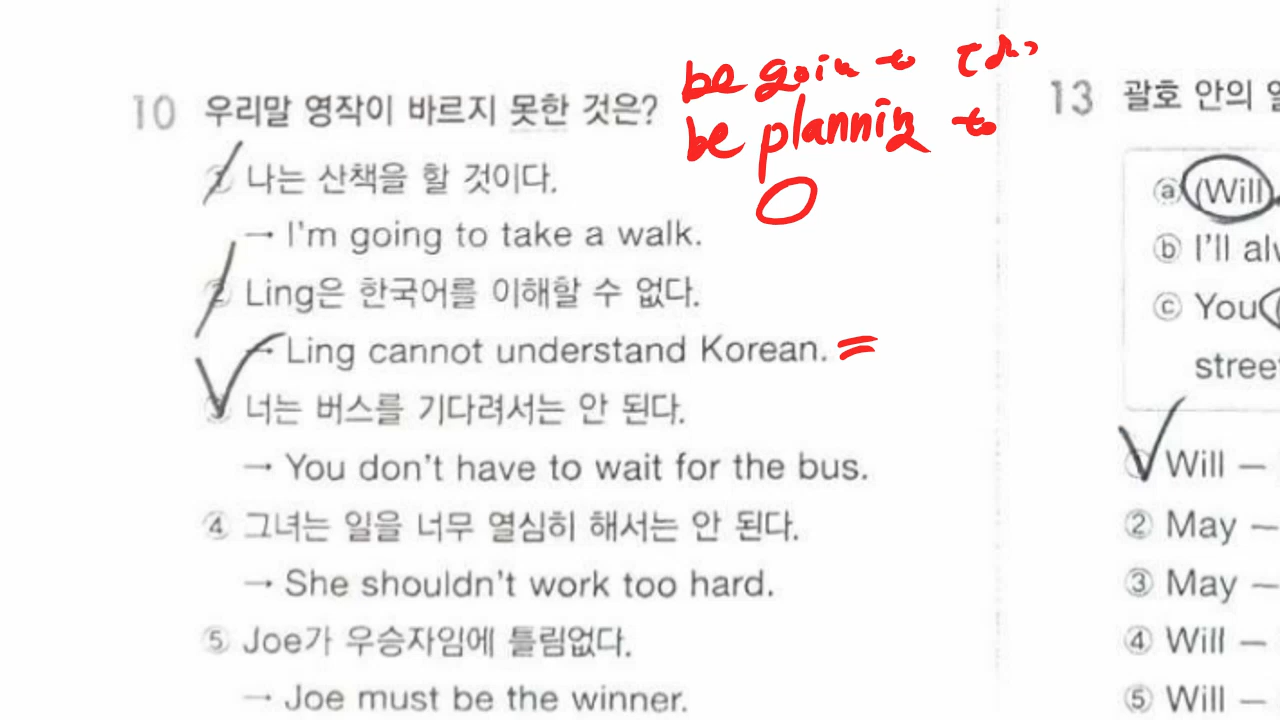 10 우리말 영작이 바르지 못한 것은?
be goin to
be plannin to
① 나는 산책을 할 것이다.
→ I'm going to take a walk.
② Ling은 한국어를 이해할 수 없다.
→ Ling cannot understand Korean.
③ 너는 버스를 기다려서는 안 된다.
→ You don't have to wait for the bus.
④ 그녀는 일을 너무 열심히 해서는 안 된다.
→ She shouldn't work too hard.
⑤ Joe가 우승자임에 틀림없다.
→ Joe must be the winner.
13 괄호 안의
ⓐ (Will
ⓑ I'll
ⓒ You
① Will —
② May —
③ May —
④ Will —
⑤ Will —